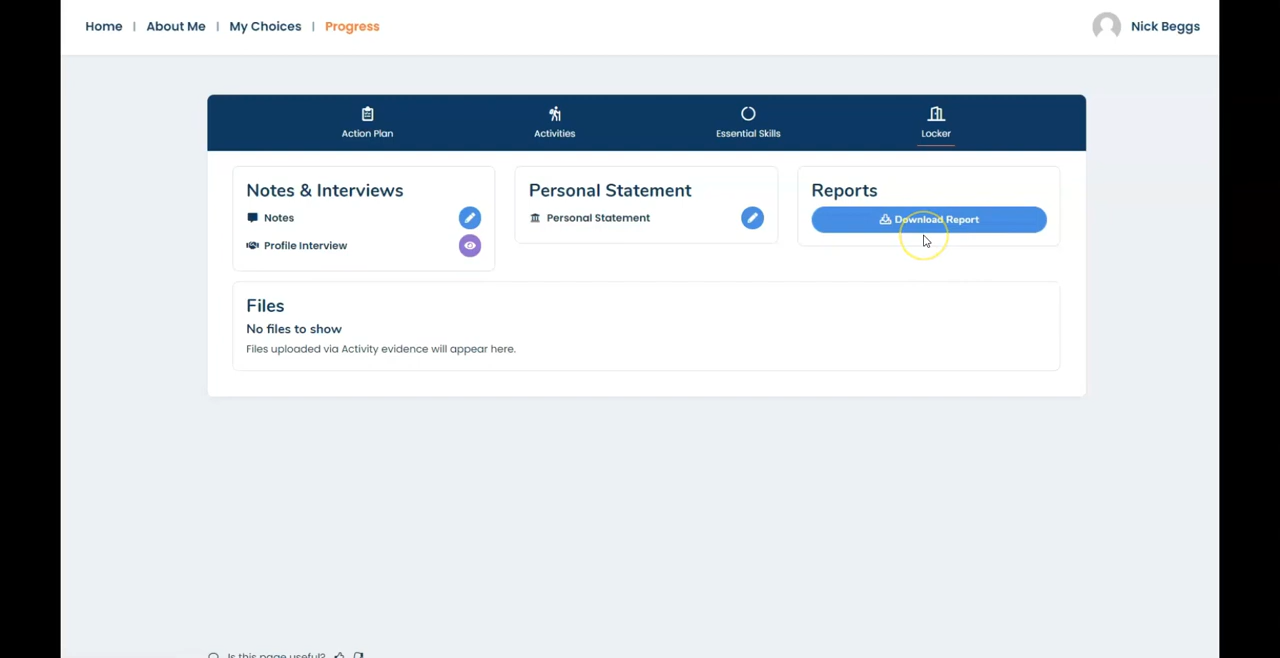 Home | About Me | My Choices | Progress
Nick Beggs
Action Plan
Activities
Essential Skills
Locker
Notes & Interviews
Notes
Profile Interview
Personal Statement
Personal Statement
Reports
Download Report
Files
No files to show
Files uploaded via Activity evidence will appear here.
Is this page useful?